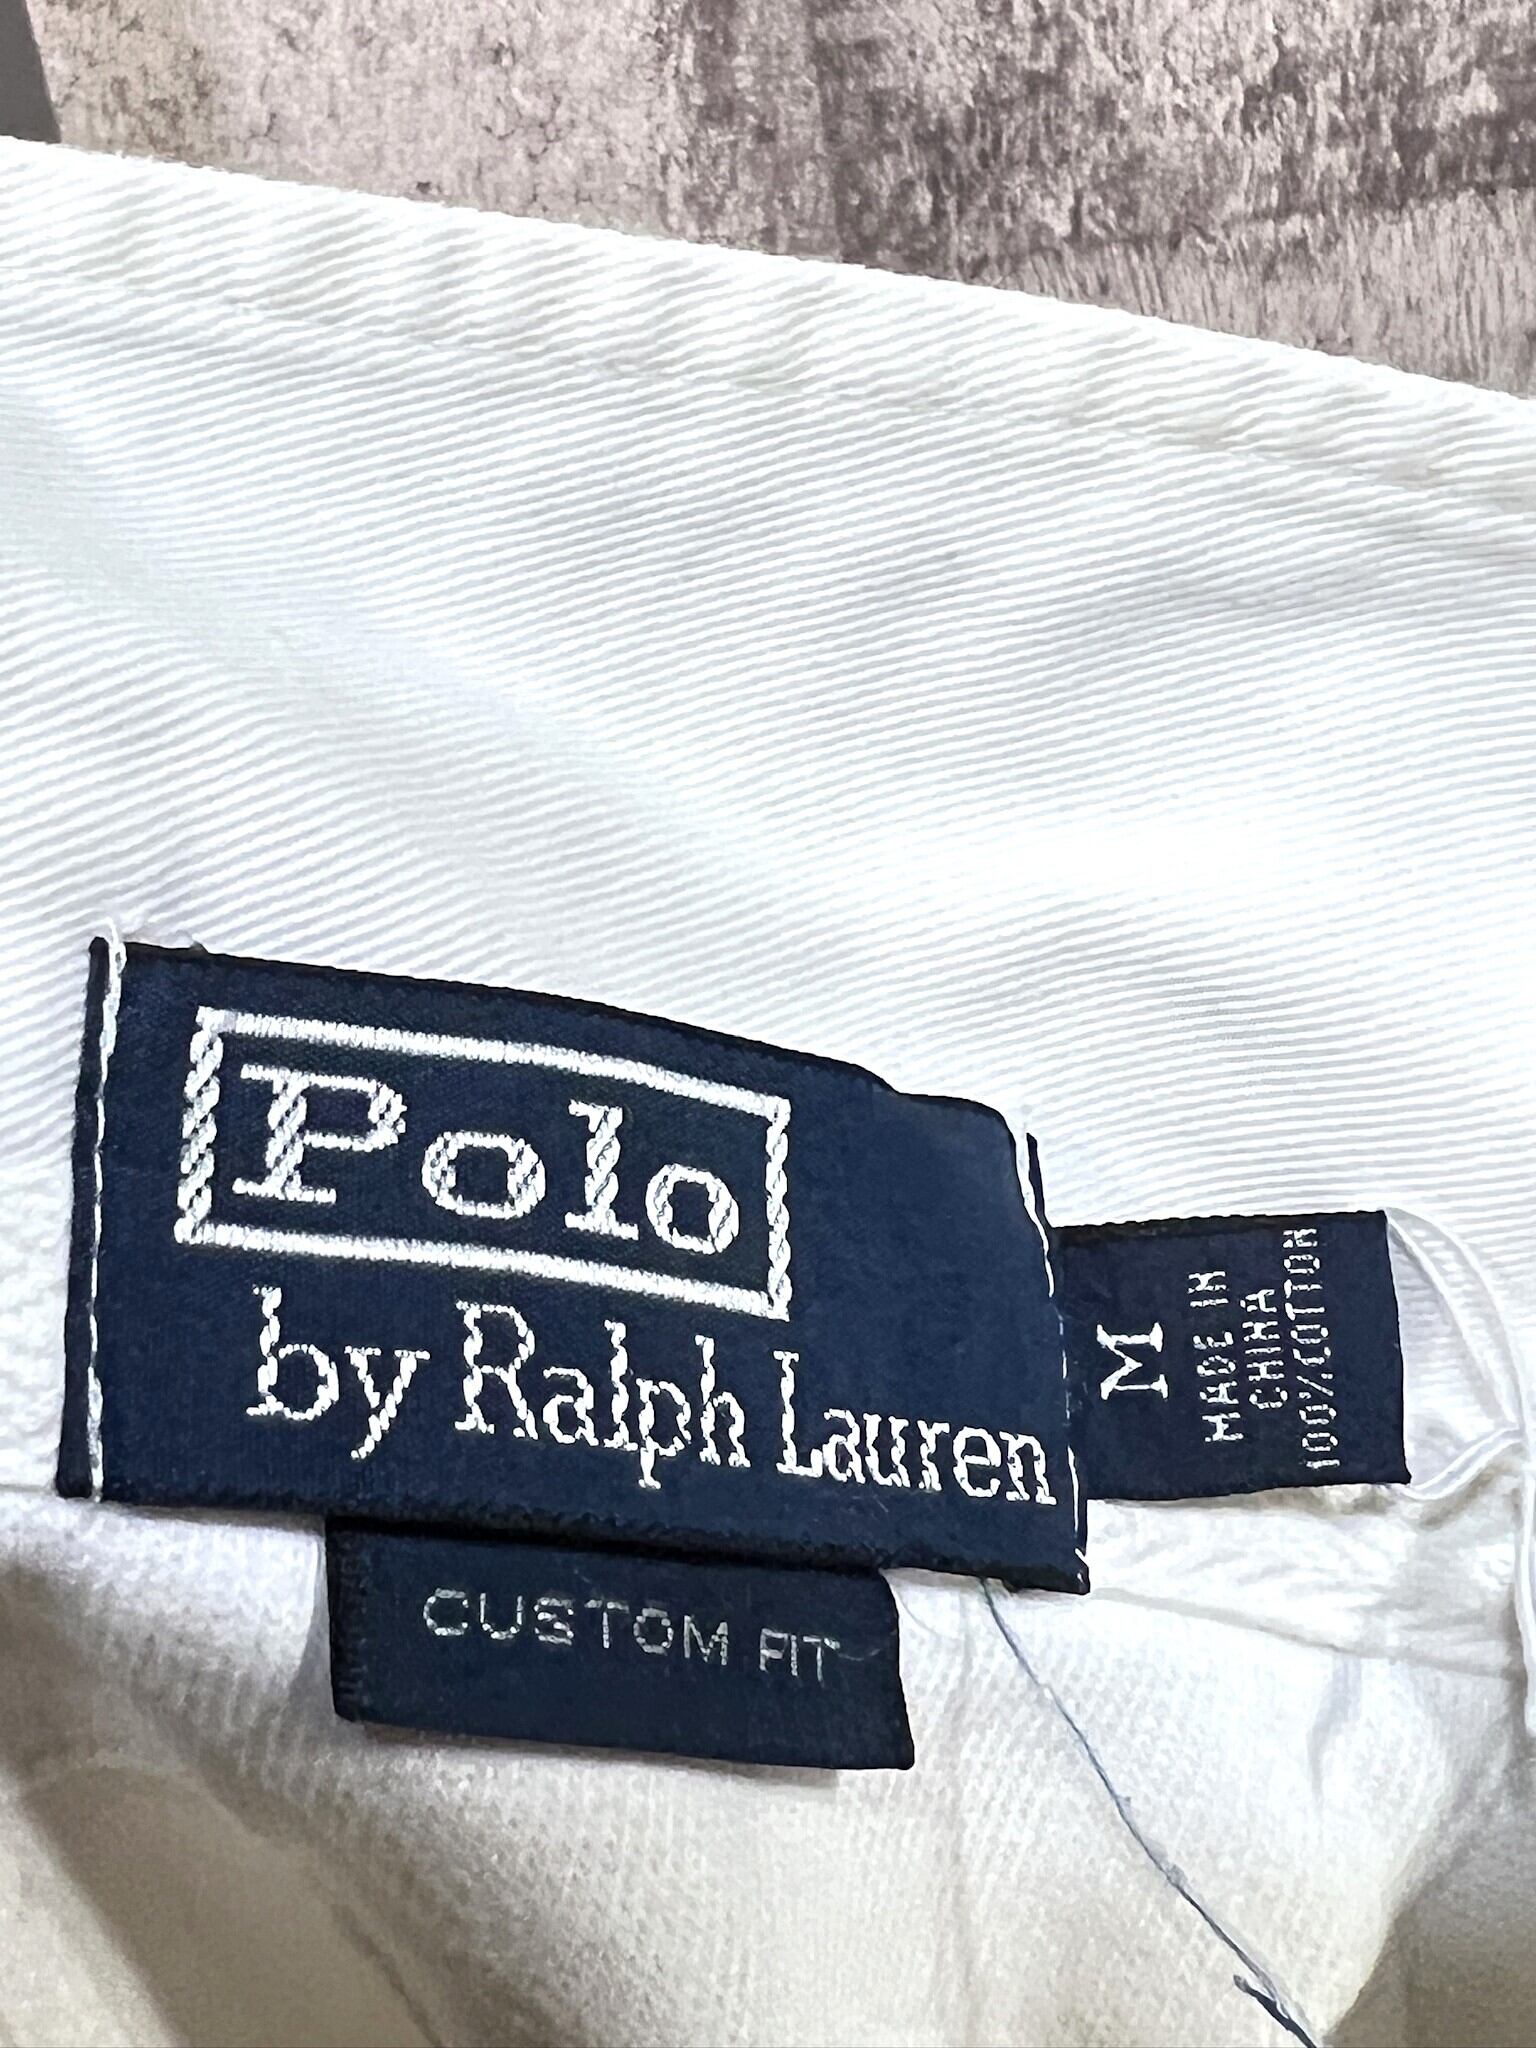 Polo
by Ralph Lauren
CUSTOM FIT
M
MADE IN
CHINA
100%COTTON